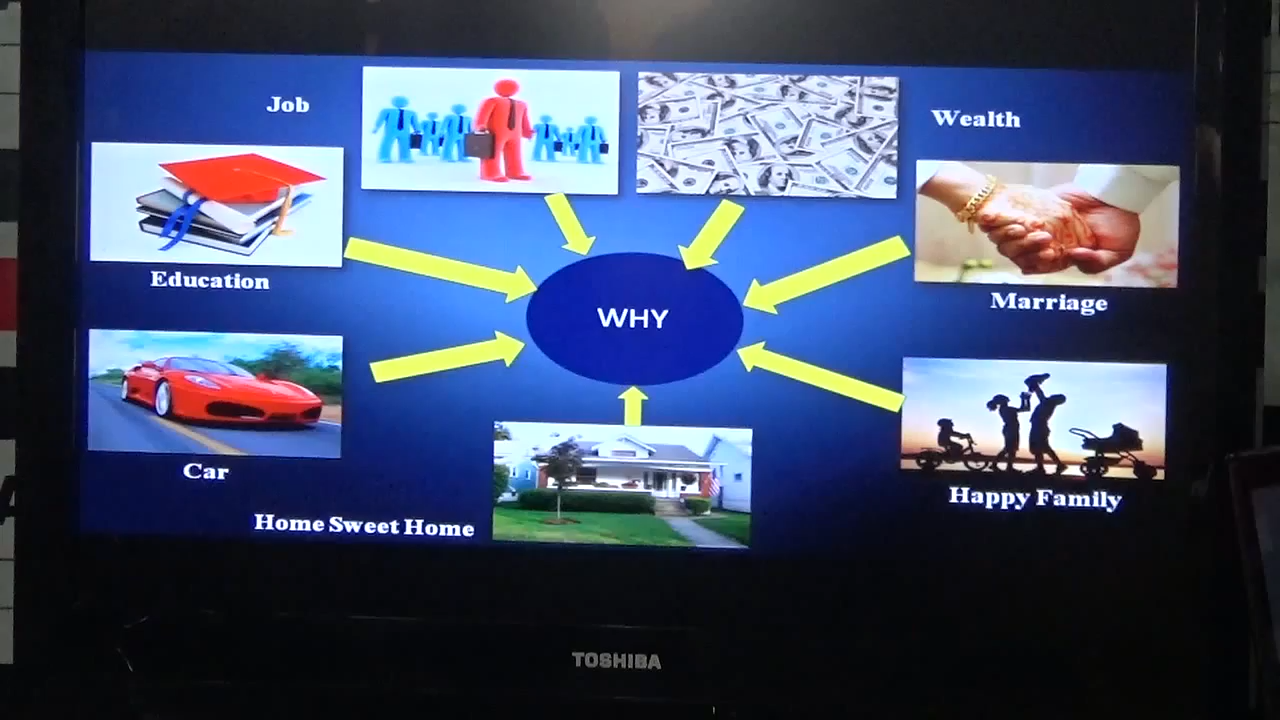 Job
Wealth
Education
Marriage
WHY
Car
Happy Family
Home Sweet Home
TOSHIBA